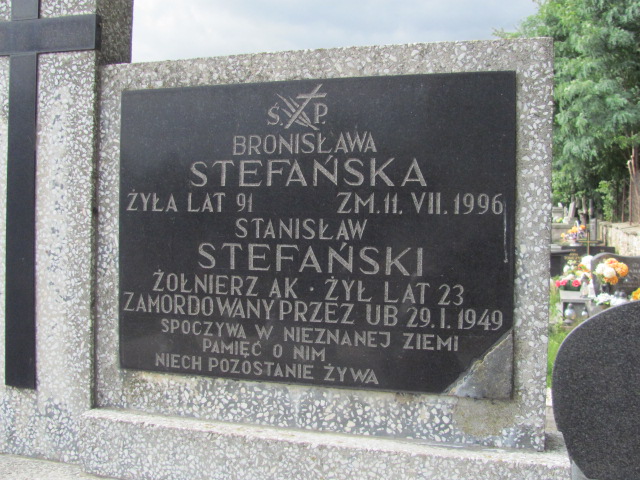 Ś. P.
BRONISŁAWA
STEFAŃSKA
ŻYŁA LAT 91 ZM. 11. VII. 1996
STANISŁAW
STEFAŃSKI
ŻOŁNIERZ AK · ŻYŁ LAT 23
ZAMORDOWANY PRZEZ UB 29. I. 1949
SPOCZYWA W NIEZNANEJ ZIEMI
PAMIĘĆ O NIM
NIECH POZOSTANIE ŻYWA